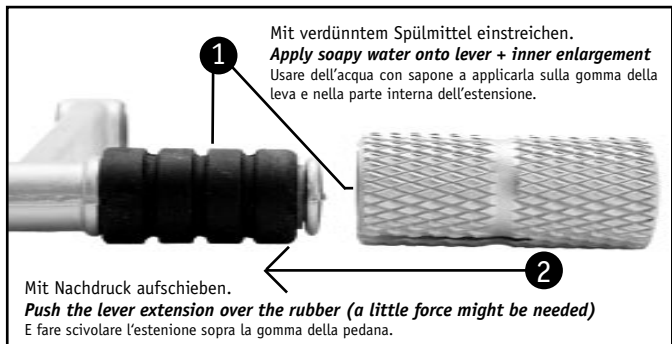 Mit verdünntem Spülmittel einstreichen.
Apply soapy water onto lever + inner enlargement
Usare dell'acqua con sapone a applicarla sulla gomma della
leva e nella parte interna dell'estensione.
1
2
Mit Nachdruck aufschieben.
Push the lever extension over the rubber (a little force might be needed)
E fare scivolare l'estenione sopra la gomma della pedana.